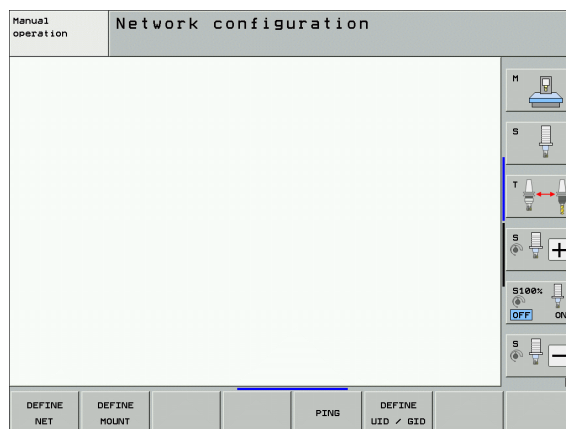 Manual
operation
Network configuration
M
S
T
S
S100%
OFF ON
S
DEFINE
NET
DEFINE
MOUNT
PING
DEFINE
UID / GID